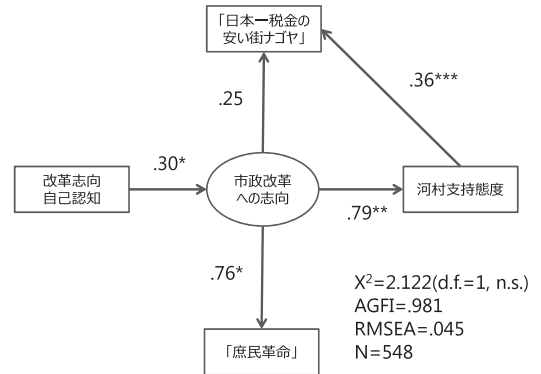 「日本一税金の
安い街ナゴヤ」
.25
.36***
改革志向
自己認知
.30*
市政改革
への志向
.79**
河村支持態度
.76*
「庶民革命」
X²=2.122(d.f.=1, n.s.)
AGFI=.981
RMSEA=.045
N=548